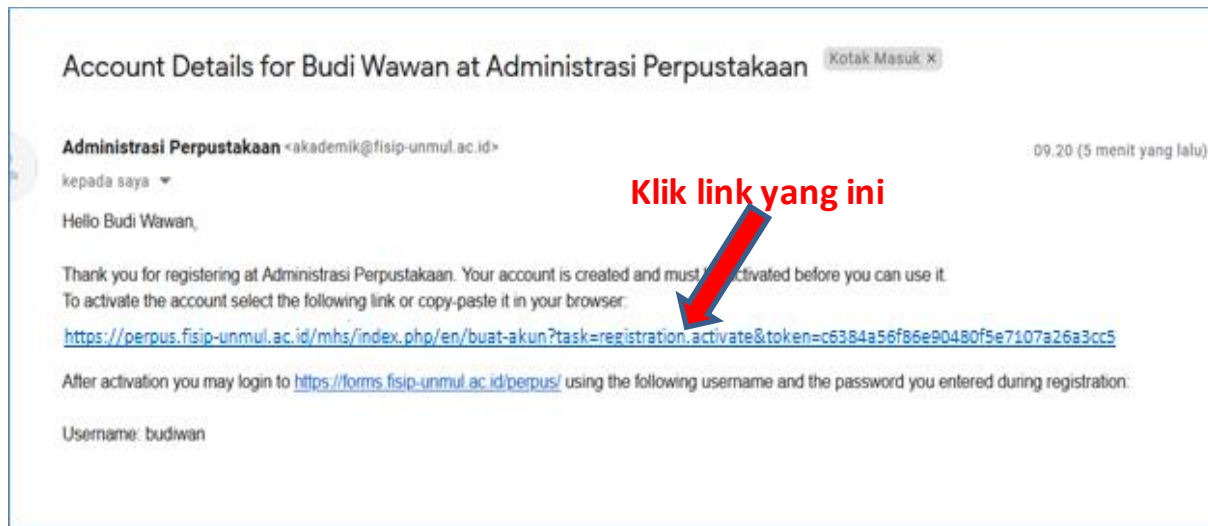 Account Details for Budi Wawan at Administrasi Perpustakaan Kotak Masuk ×
Administrasi Perpustakaan <akademik@fisip-unmul.ac.id> 09.20 (5 menit yang lalu)
kepada saya
Klik link yang ini
Hello Budi Wawan,
Thank you for registering at Administrasi Perpustakaan. Your account is created and must activated before you can use it.
To activate the account select the following link or copy-paste it in your browser:
https://perpus.fisip-unmul.ac.id/mhs/index.php/en/buat-akun?task=registration.activate&token=c6384a56f86e90480f5e7107a26a3cc5
After activation you may login to https://forms.fisip-unmul.ac.id/perpus/ using the following username and the password you entered during registration:
Username: budiwan